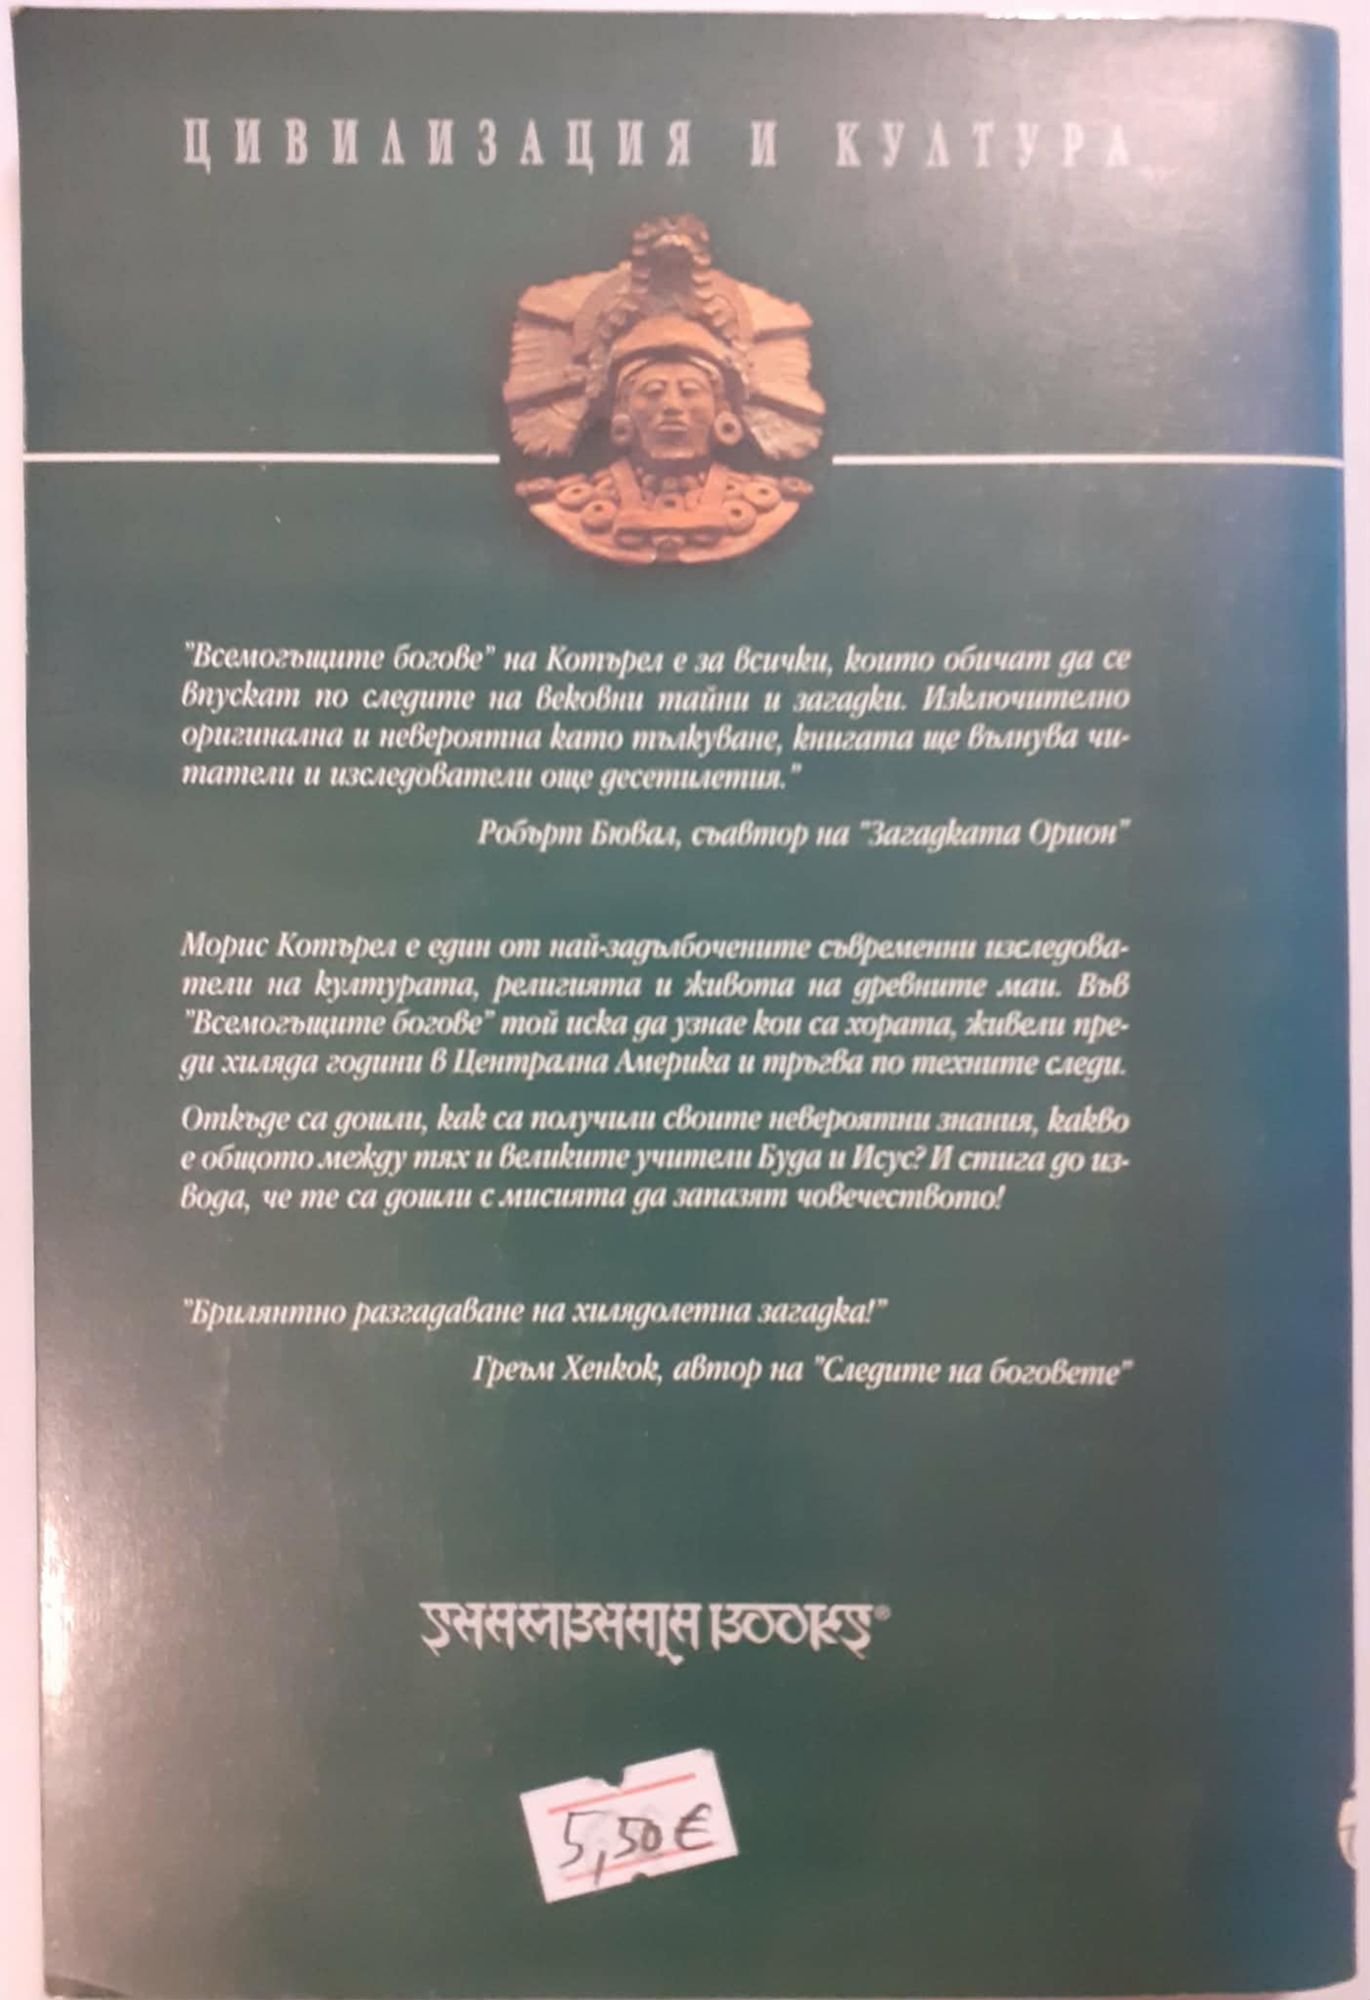 ЦИВИЛИЗАЦИЯ И КУЛТУРА
"Всемогъщите богове" на Котърел е за всички, които обичат да се
впускат по следите на вековни тайни и загадки. Изключително
оригинална и невероятна като тълкуване, книгата ще вълнува чи-
татели и изследователи още десетилетия."
Робърт Бювал, съавтор на "Загадката Орион"
Морис Котърел е един от най-задълбочените съвременни изследова-
тели на културата, религията и живота на древните маи. Във
"Всемогъщите богове" той иска да узнае кои са хората, живели пре-
ди хиляда години в Централна Америка и тръгва по техните следи.
Откъде са дошли, как са получили своите невероятни знания, какво
е общото между тях и великите учители Буда и Исус? И стига до из-
вода, че те са дошли с мисията да запазят човечеството!
"Брилянтно разгадаване на хилядолетна загадка!"
Греъм Хенкок, автор на "Следите на боговете"
BOOKS®
5,50 €